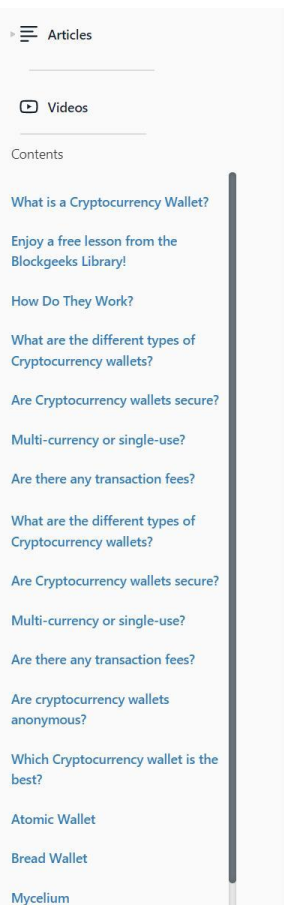 Articles
Videos
Contents
What is a Cryptocurrency Wallet?
Enjoy a free lesson from the
Blockgeeks Library!
How Do They Work?
What are the different types of
Cryptocurrency wallets?
Are Cryptocurrency wallets secure?
Multi-currency or single-use?
Are there any transaction fees?
What are the different types of
Cryptocurrency wallets?
Are Cryptocurrency wallets secure?
Multi-currency or single-use?
Are there any transaction fees?
Are cryptocurrency wallets
anonymous?
Which Cryptocurrency wallet is the
best?
Atomic Wallet
Bread Wallet
Mycelium